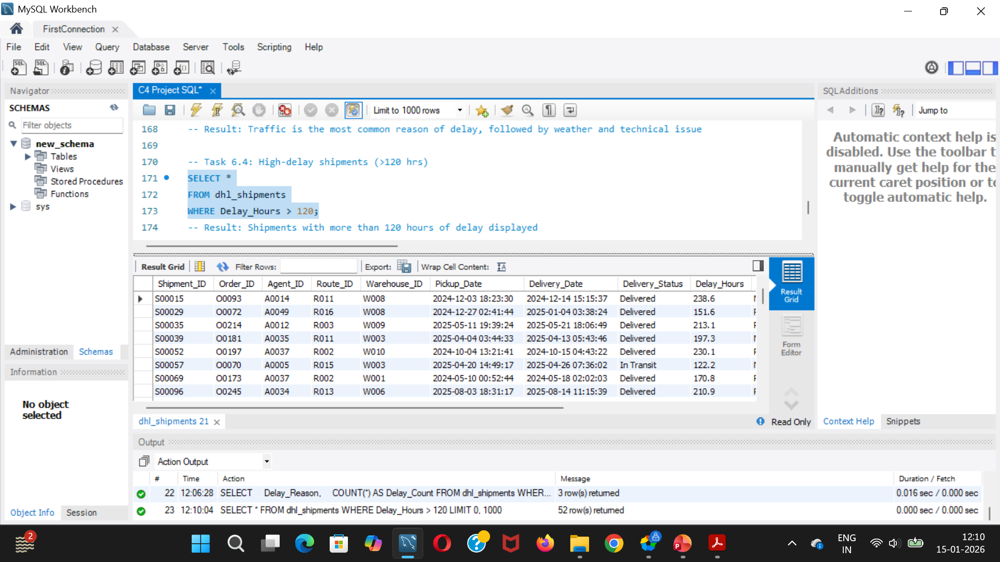 MySQL Workbench
FirstConnection
File Edit View Query Database Server Tools Scripting Help
Navigator
SCHEMAS
Filter objects
new_schema
Tables
Views
Stored Procedures
Functions
sys
Administration Schemas
Information
No object
selected
Object Info Session
C4 Project SQL*
Limit to 1000 rows
168 -- Result: Traffic is the most common reason of delay, followed by weather and technical issue
169
170 -- Task 6.4: High-delay shipments (>120 hrs)
171 SELECT *
172 FROM dhl_shipments
173 WHERE Delay_Hours > 120;
174 -- Result: Shipments with more than 120 hours of delay displayed
Result Grid Filter Rows: Export: Wrap Cell Content:
Shipment_ID Order_ID Agent_ID Route_ID Warehouse_ID Pickup_Date Delivery_Date Delivery_Status Delay_Hours
S00015 O0093 A0014 R011 W008 2024-12-03 18:23:30 2024-12-14 15:15:37 Delivered 238.6
S00029 O0072 A0049 R016 W008 2024-12-27 02:41:44 2025-01-04 03:38:24 Delivered 151.6
S00035 O0214 A0012 R003 W009 2025-05-11 19:39:24 2025-05-21 18:06:49 Delivered 213.1
S00039 O0181 A0035 R011 W003 2025-04-04 03:44:33 2025-04-13 05:43:46 Delivered 197.3
S00052 O0197 A0037 R002 W010 2024-10-04 13:21:41 2024-10-15 04:43:22 Delivered 230.1
S00057 O0070 A0005 R015 W003 2025-04-20 14:49:17 2025-04-26 07:36:02 In Transit 122.2
S00069 O0173 A0037 R002 W001 2024-05-10 00:52:44 2024-05-18 02:02:03 Delivered 170.8
S00096 O0245 A0034 R013 W006 2025-08-03 18:31:17 2025-08-14 11:15:39 Delivered 210.9
Result
Grid
Form
Editor
dhl_shipments 21
Read Only
SQLAdditions
Jump to
Automatic context help is
disabled. Use the toolbar t
manually get help for the
current caret position or to
toggle automatic help.
Context Help Snippets
Output
Action Output
# Time Action Message Duration / Fetch
22 12:06:28 SELECT Delay_Reason, COUNT(*) AS Delay_Count FROM dhl_shipments WHER... 3 row(s) returned 0.016 sec / 0.000 sec
23 12:10:04 SELECT * FROM dhl_shipments WHERE Delay_Hours > 120 LIMIT 0, 1000 52 row(s) returned 0.000 sec / 0.000 sec
2
ENG
IN
12:10
15-01-2026